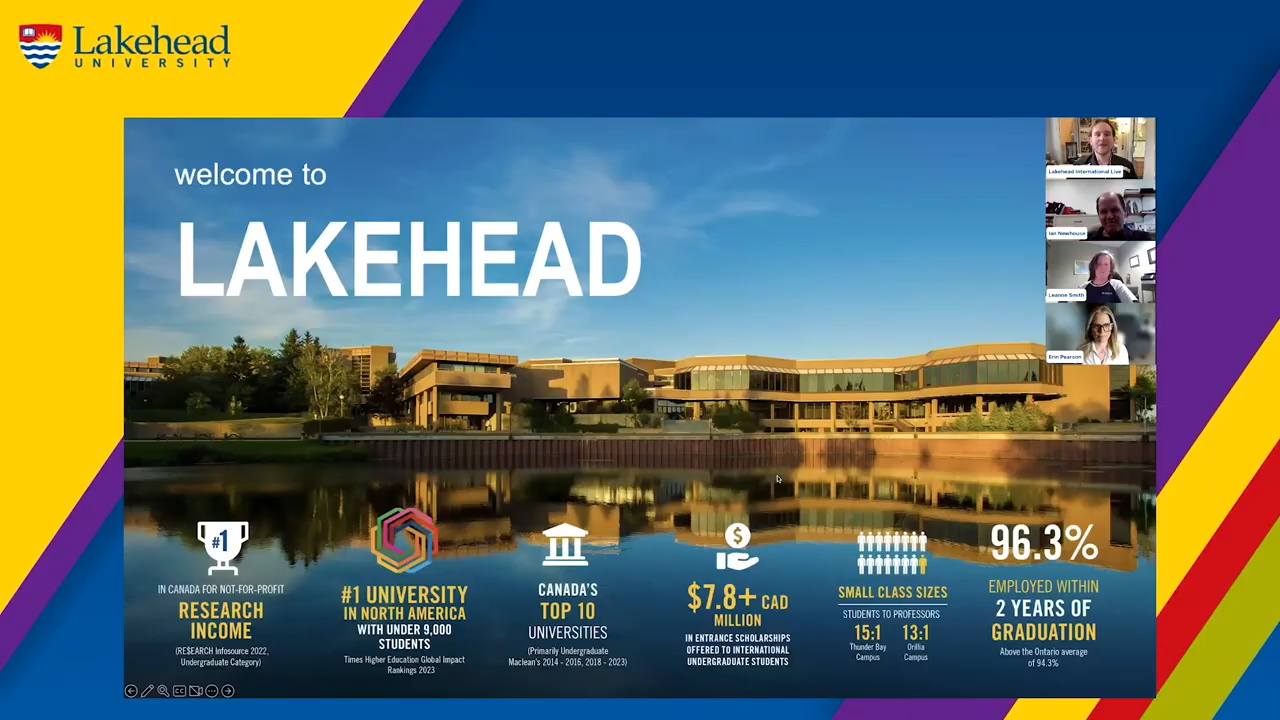 Lakehead
UNIVERSITY
welcome to
LAKEHEAD
Lakehead International Live
Ian Newhouse
Leanne Smith
Erin Pearson
#1
IN CANADA FOR NOT-FOR-PROFIT
RESEARCH
INCOME
(RE$EARCH Infosource 2022,
Undergraduate Category)
#1 UNIVERSITY
IN NORTH AMERICA
WITH UNDER 9,000
STUDENTS
Times Higher Education Global Impact
Rankings 2023
CANADA'S
TOP 10
UNIVERSITIES
(Primarily Undergraduate
Maclean's 2014 - 2016, 2018 - 2023)
$
$7.8+ CAD
MILLION
IN ENTRANCE SCHOLARSHIPS
OFFERED TO INTERNATIONAL
UNDERGRADUATE STUDENTS
SMALL CLASS SIZES
STUDENTS TO PROFESSORS
15:1 13:1
Thunder Bay Orillia
Campus Campus
96.3%
EMPLOYED WITHIN
2 YEARS OF
GRADUATION
Above the Ontario average
of 94.3%
CC